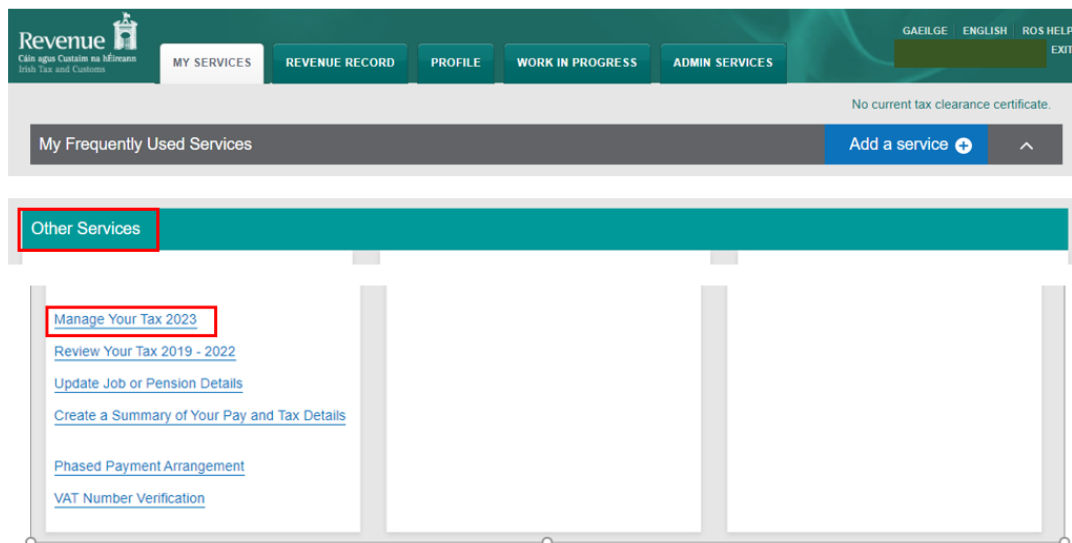 GAEILGE ENGLISH ROS HELP
EXIT
Revenue
Cáin agus Custaim na hÉireann
Irish Tax and Customs
MY SERVICES REVENUE RECORD PROFILE WORK IN PROGRESS ADMIN SERVICES
No current tax clearance certificate.
My Frequently Used Services Add a service
Other Services
Manage Your Tax 2023
Review Your Tax 2019 - 2022
Update Job or Pension Details
Create a Summary of Your Pay and Tax Details
Phased Payment Arrangement
VAT Number Verification